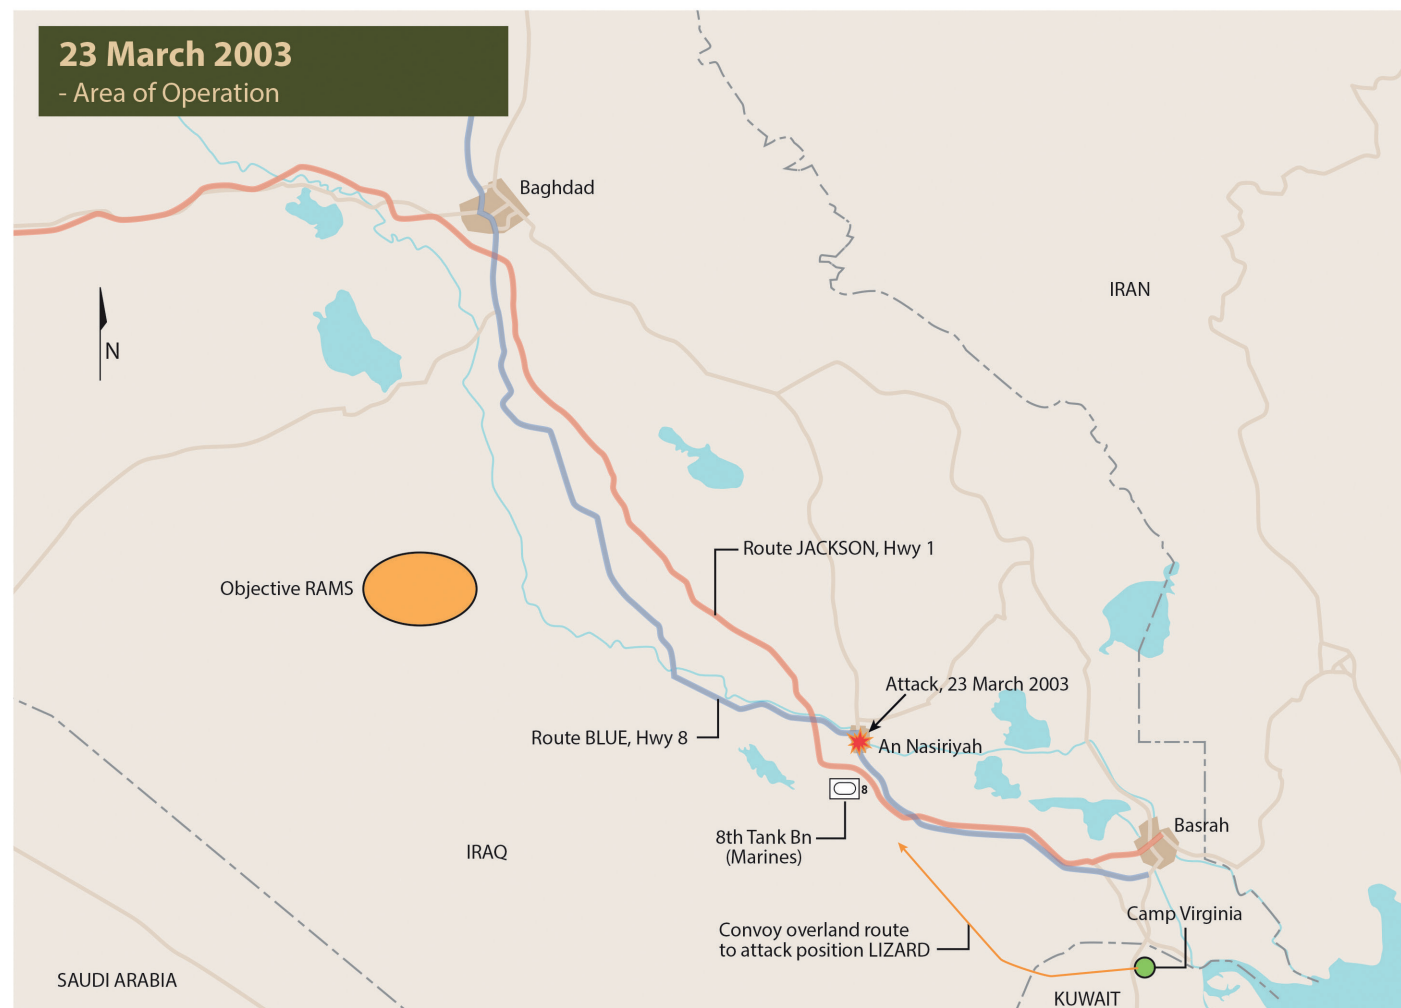 23 March 2003
- Area of Operation
Baghdad
IRAN
N
Route JACKSON, Hwy 1
Objective RAMS
Attack, 23 March 2003
Route BLUE, Hwy 8
An Nasiriyah
8
8th Tank Bn
(Marines)
Basrah
IRAQ
Camp Virginia
Convoy overland route
to attack position LIZARD
SAUDI ARABIA
KUWAIT